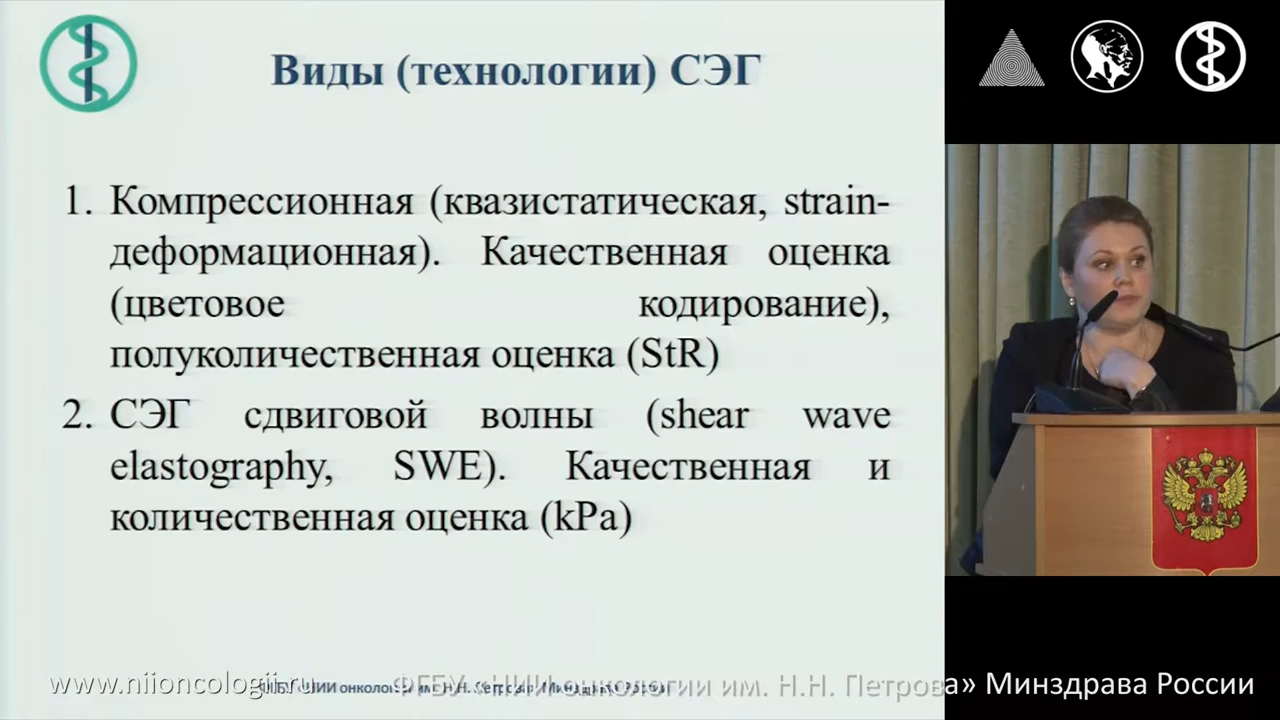 Виды (технологии) СЭГ
1. Компрессионная (квазистатическая, strain-
деформационная). Качественная оценка
(цветовое кодирование),
полуколичественная оценка (StR)
2. СЭГ сдвиговой волны (shear wave
elastography, SWE). Качественная и
количественная оценка (kPa)
www.niioncologii.ru
ФГБУ «НИИ онкологии им. Н.Н. Петрова» Минздрава России